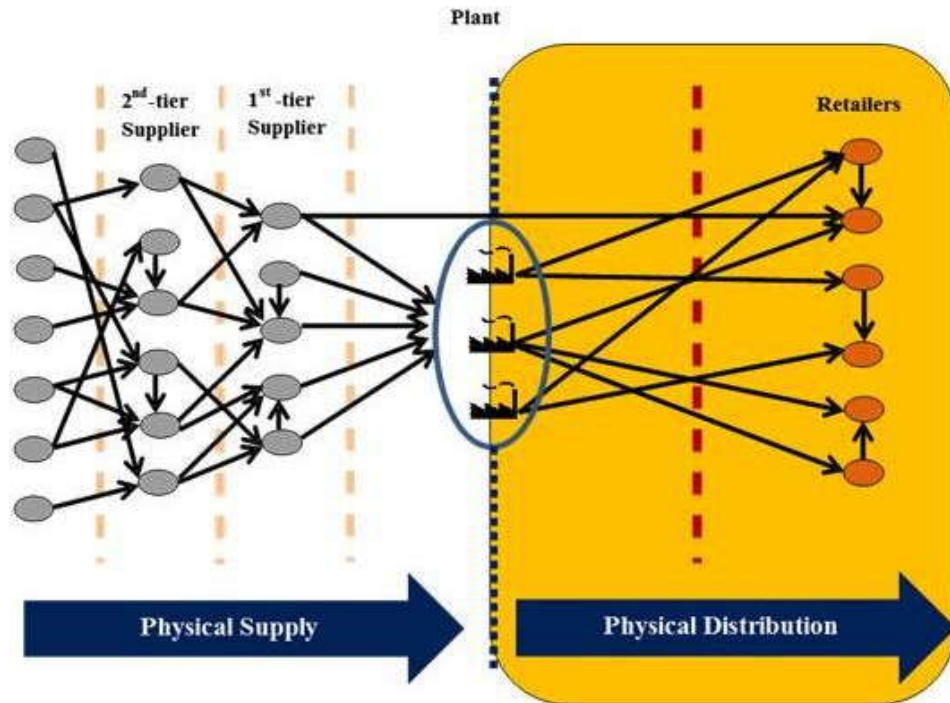 Plant
2nd-tier
Supplier
1st -tier
Supplier
Retailers
Physical Supply
Physical Distribution